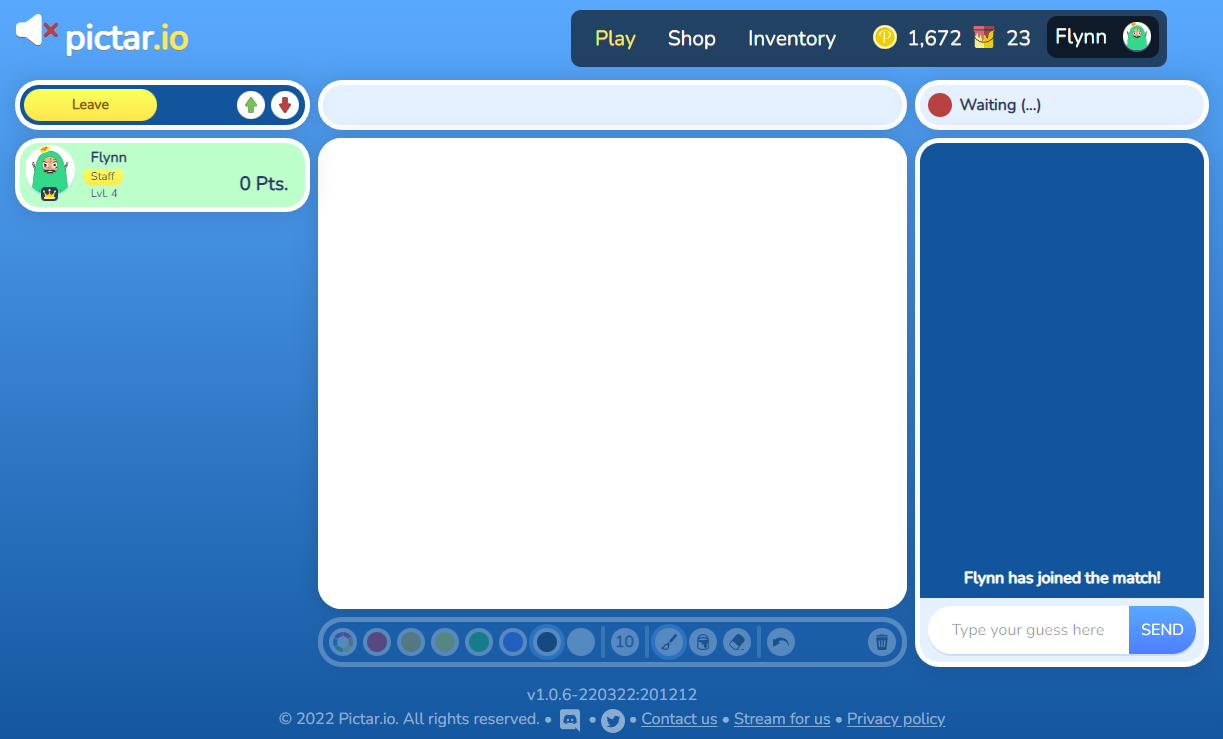 pictar.io
Play Shop Inventory 1,672 23 Flynn
Leave
Waiting (...)
Flynn
Staff
Lvl. 4
0 Pts.
Flynn has joined the match!
Type your guess here SEND
10
v1.0.6-220322:201212
© 2022 Pictar.io. All rights reserved. • • • Contact us • Stream for us • Privacy policy